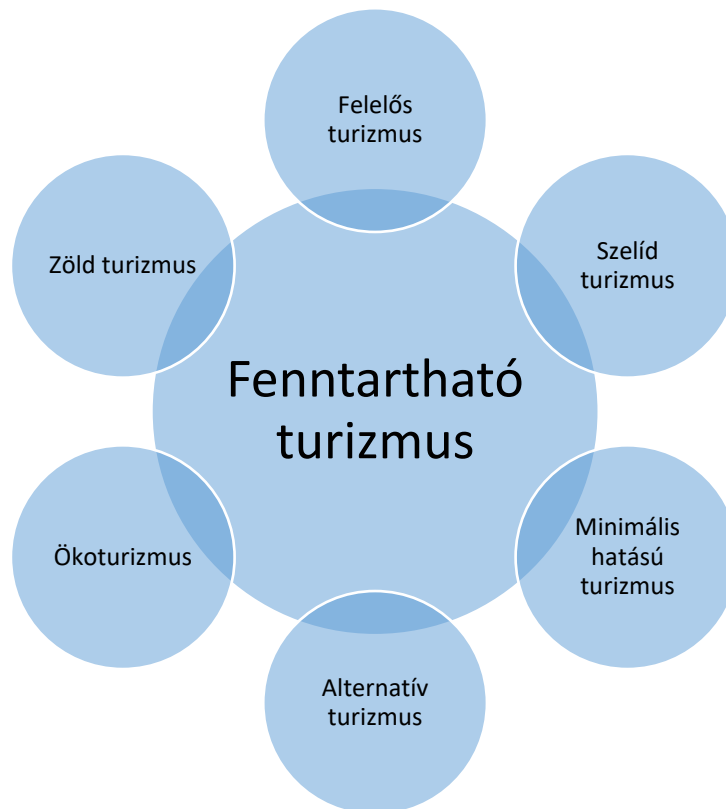 Felelős
turizmus
Zöld turizmus
Szelíd
turizmus
Fenntartható
turizmus
Ökoturizmus
Minimális
hatású
turizmus
Alternatív
turizmus